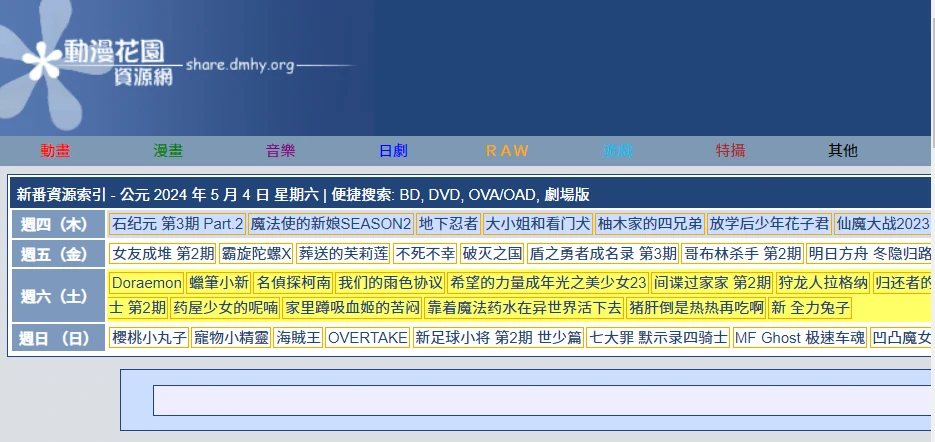 動漫花園
資源網
share.dmhy.org
動畫 漫畫 音樂 日劇 RAW 遊戲 特攝 其他
新番資源索引 - 公元 2024 年 5 月 4 日 星期六 | 便捷搜索: BD, DVD, OVA/OAD, 劇場版
週四（木） 石纪元 第3期 Part.2 魔法使的新娘SEASON2 地下忍者 大小姐和看门犬 柚木家的四兄弟 放学后少年花子君 仙魔大战2023
週五（金） 女友成堆 第2期 霸旋陀螺X 葬送的芙莉莲 不死不幸 破灭之国 盾之勇者成名录 第3期 哥布林杀手 第2期 明日方舟 冬隐归路
週六（土） Doraemon 蠟筆小新 名偵探柯南 我们的雨色协议 希望的力量成年光之美少女23 间谍过家家 第2期 狩龙人拉格纳 归还者的
士 第2期 药屋少女的呢喃 家里蹲吸血姬的苦闷 靠着魔法药水在异世界活下去 猪肝倒是热热再吃啊 新 全力兔子
週日 （日） 櫻桃小丸子 寵物小精靈 海賊王 OVERTAKE 新足球小将 第2期 世少篇 七大罪 默示录四骑士 MF Ghost 极速车魂 凹凸魔女